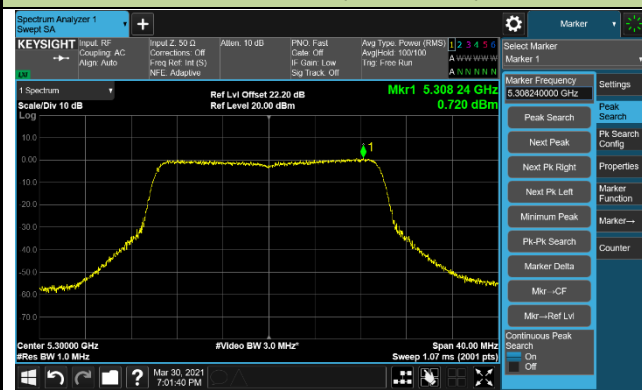 Spectrum Analyzer 1
Swept SA
+
Marker
KEYSIGHT
Input: RF
Coupling: AC
Align: Auto
Input Z: 50 Ω
Corrections: Off
Freq Ref: Int (S)
NFE: Adaptive
Atten: 10 dB
PNO: Fast
Gate: Off
IF Gain: Low
Sig Track: Off
Avg Type: Power (RMS)
Avg|Hold: 100/100
Trig: Free Run
1 2 3 4 5 6
A W W W W W
A N N N N N
LNI
Select Marker
Marker 1
1 Spectrum
Scale/Div 10 dB
Log
Ref Lvl Offset 22.20 dB
Ref Level 20.00 dBm
Mkr1 5.308 24 GHz
0.720 dBm
10.0
0.00
10.0
20.0
30.0
40.0
-50.0
60.0
70.0
1
Center 5.30000 GHz
#Res BW 1.0 MHz
#Video BW 3.0 MHz*
Span 40.00 MHz
Sweep 1.07 ms (2001 pts)
Marker Frequency
5.308240000 GHz
Peak Search
Next Peak
Next Pk Right
Next Pk Left
Minimum Peak
Pk-Pk Search
Marker Delta
Mkr→CF
Mkr→Ref Lvl
Continuous Peak
Search
On
Off
Settings
Peak
Search
Pk Search
Config
Properties
Marker
Function
Marker→
Counter
?
Mar 30, 2021
7:01:40 PM